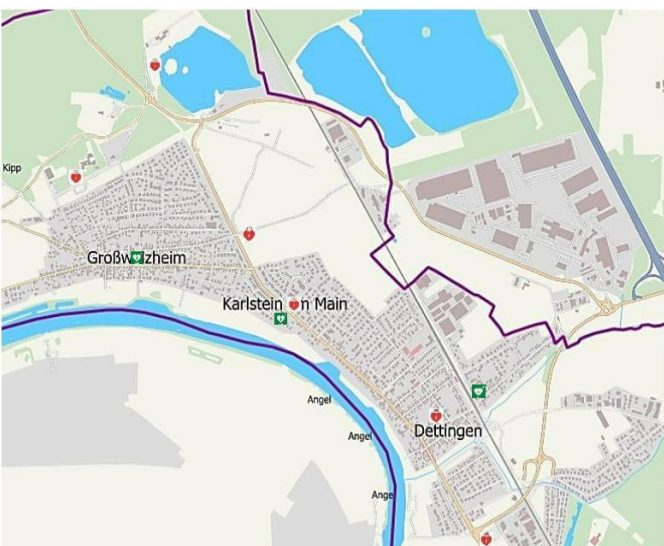 Kipp
Großw zheim
Karlstein m Main
Angel
Angel
Dettingen
Ange